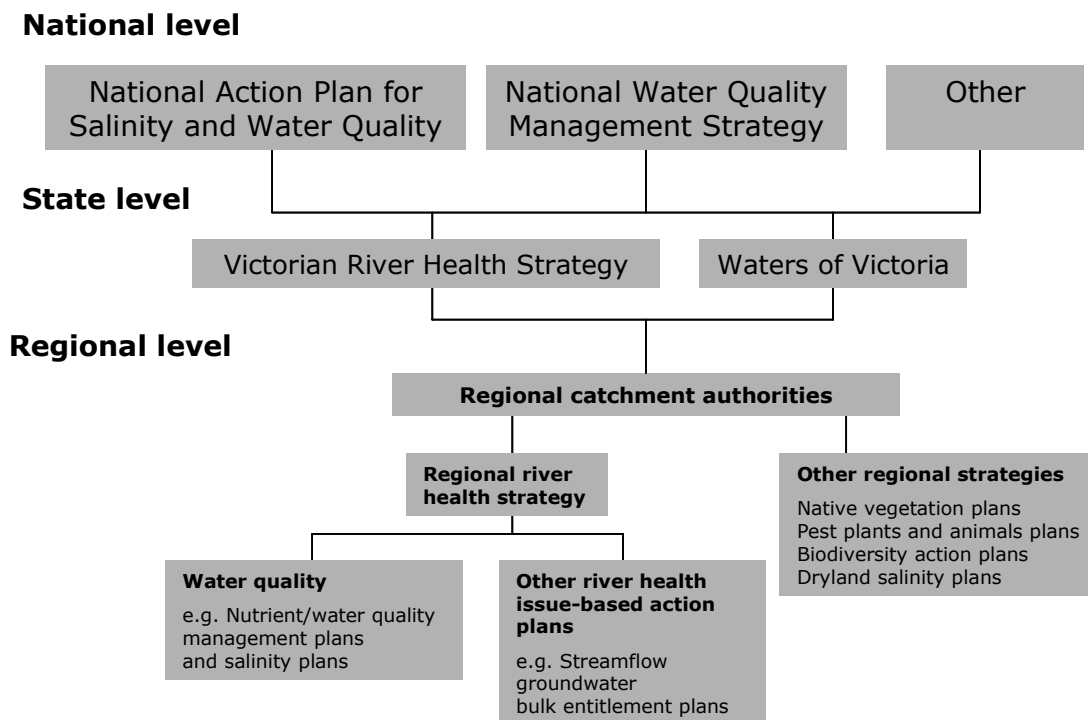 National level
National Action Plan for
Salinity and Water Quality
National Water Quality
Management Strategy
Other
State level
Victorian River Health Strategy
Waters of Victoria
Regional level
Regional catchment authorities
Regional river
health strategy
Other regional strategies
Native vegetation plans
Pest plants and animals plans
Biodiversity action plans
Dryland salinity plans
Water quality
e.g. Nutrient/water quality
management plans
and salinity plans
Other river health
issue-based action
plans
e.g. Streamflow
groundwater
bulk entitlement plans